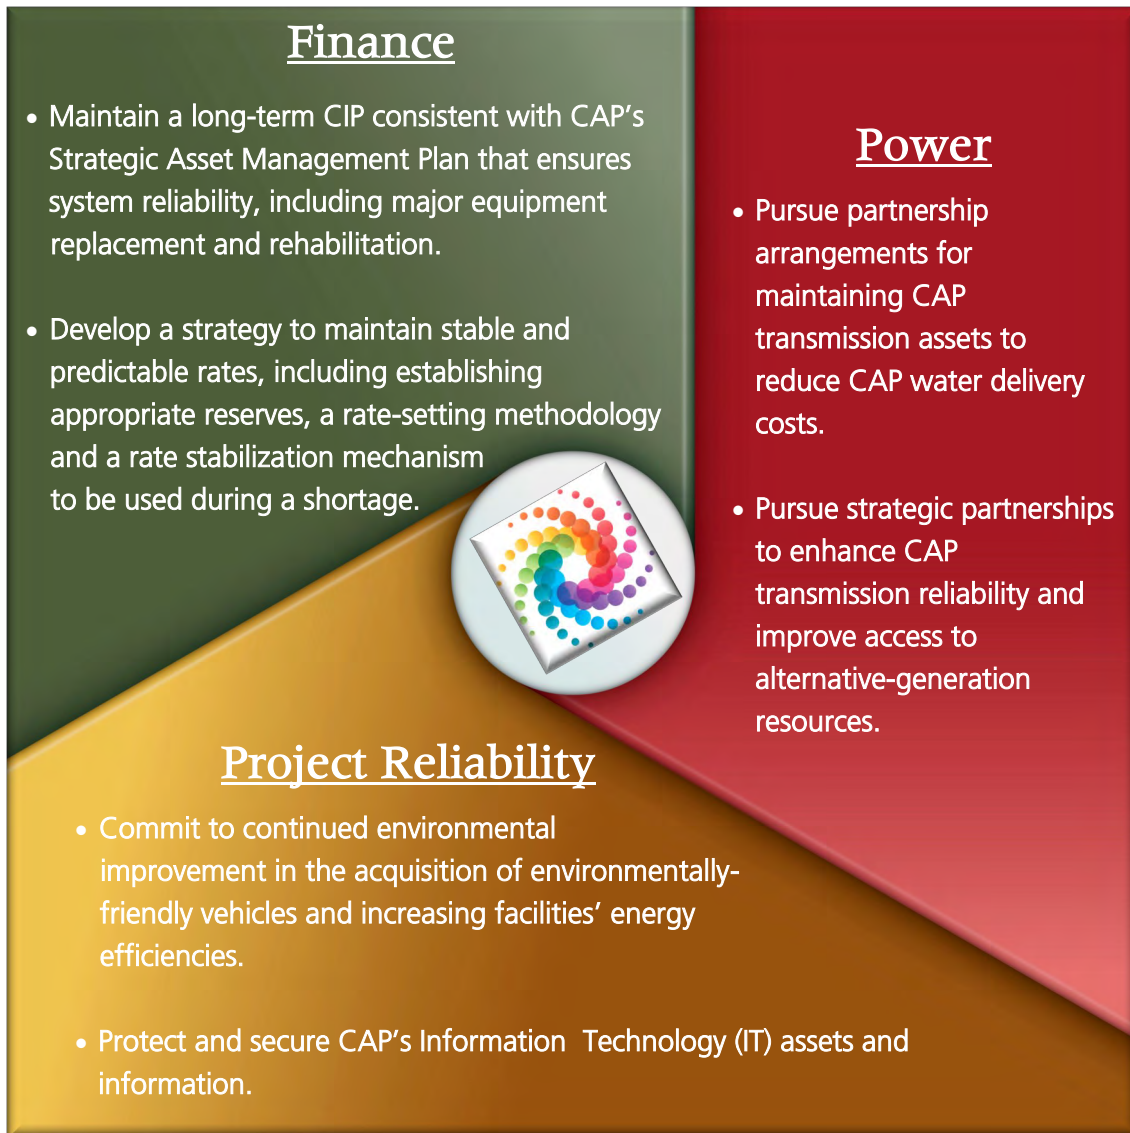 Finance
• Maintain a long-term CIP consistent with CAP's
Strategic Asset Management Plan that ensures
system reliability, including major equipment
replacement and rehabilitation.
• Develop a strategy to maintain stable and
predictable rates, including establishing
appropriate reserves, a rate-setting methodology
and a rate stabilization mechanism
to be used during a shortage.
Power
• Pursue partnership
arrangements for
maintaining CAP
transmission assets to
reduce CAP water delivery
costs.
• Pursue strategic partnerships
to enhance CAP
transmission reliability and
improve access to
alternative-generation
resources.
Project Reliability
• Commit to continued environmental
improvement in the acquisition of environmentally-
friendly vehicles and increasing facilities' energy
efficiencies.
• Protect and secure CAP's Information  Technology (IT) assets and
information.